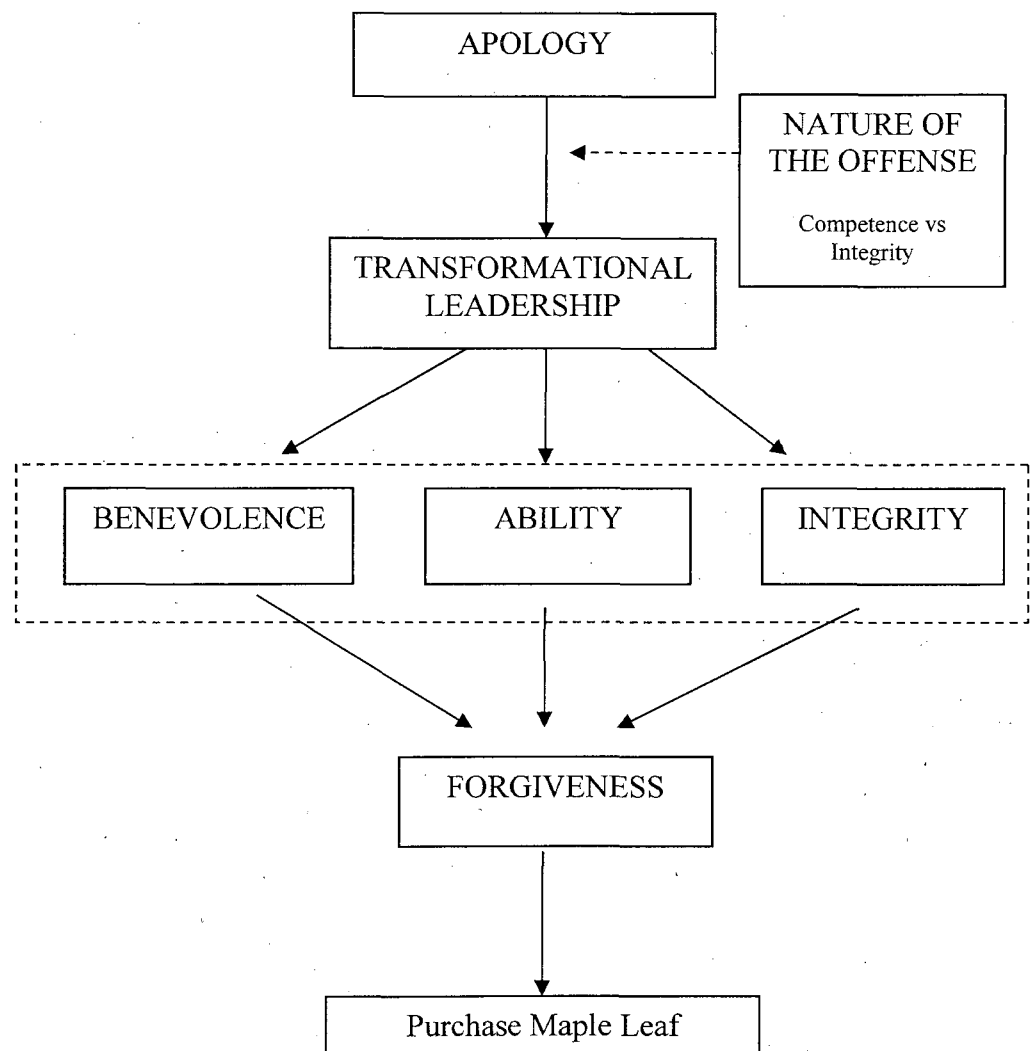 APOLOGY
NATURE OF
THE OFFENSE
Competence vs
Integrity
TRANSFORMATIONAL
LEADERSHIP
BENEVOLENCE
ABILITY
INTEGRITY
FORGIVENESS
Purchase Maple Leaf